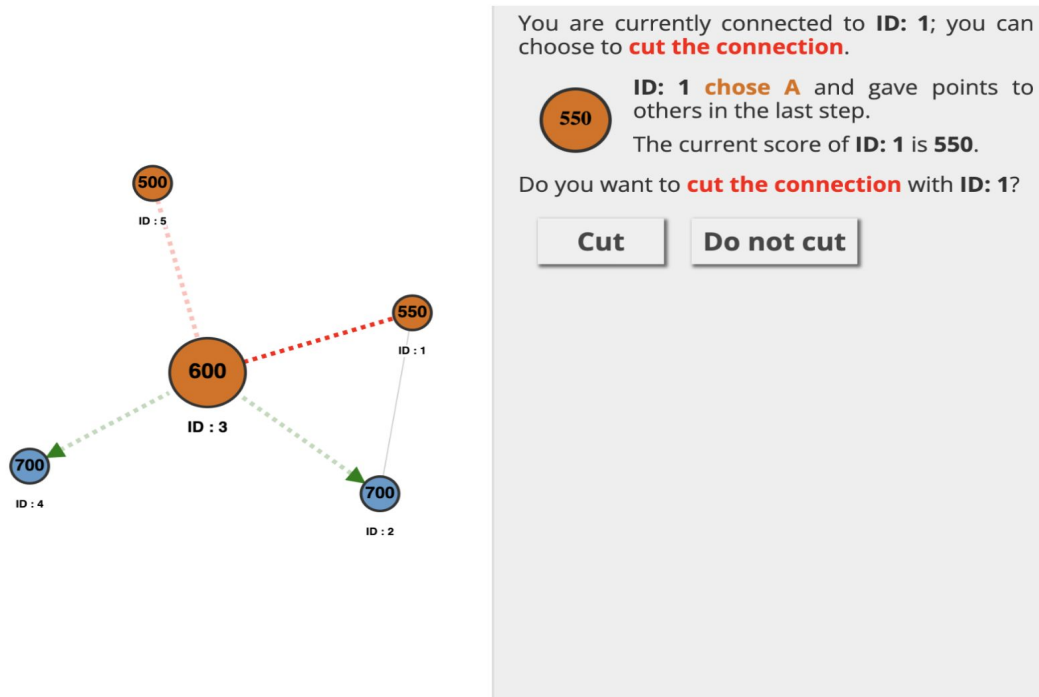 500
ID : 5
550
ID : 1
600
ID : 3
700
ID : 4
700
ID : 2
You are currently connected to ID: 1; you can
choose to cut the connection.
550
ID: 1 chose A and gave points to
others in the last step.
The current score of ID: 1 is 550.
Do you want to cut the connection with ID: 1?
Cut
Do not cut